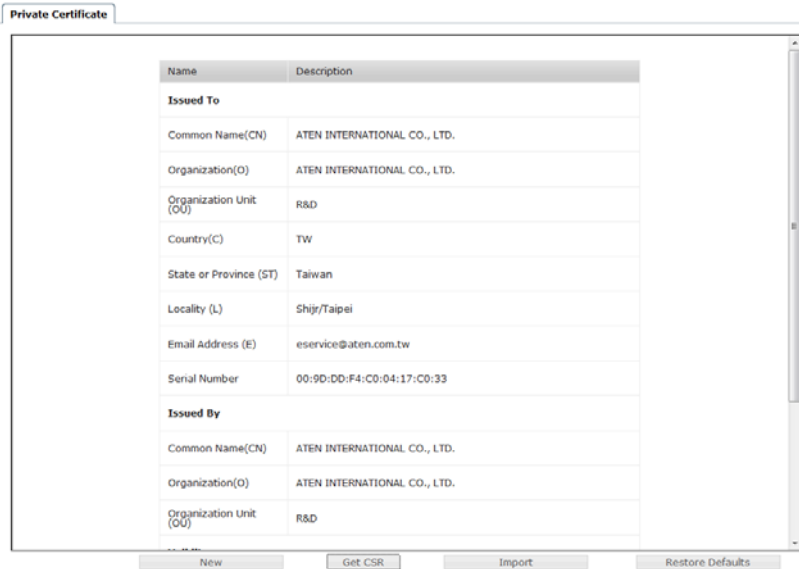 Private Certificate
Name Description
Issued To
Common Name(CN) ATEN INTERNATIONAL CO., LTD.
Organization(O) ATEN INTERNATIONAL CO., LTD.
Organization Unit
(OU) R&D
Country(C) TW
State or Province (ST) Taiwan
Locality (L) Shijr/Taipei
Email Address (E) eservice@aten.com.tw
Serial Number 00:9D:DD:F4:C0:04:17:C0:33
Issued By
Common Name(CN) ATEN INTERNATIONAL CO., LTD.
Organization(O) ATEN INTERNATIONAL CO., LTD.
Organization Unit
(OU) R&D
New Get CSR Import Restore Defaults